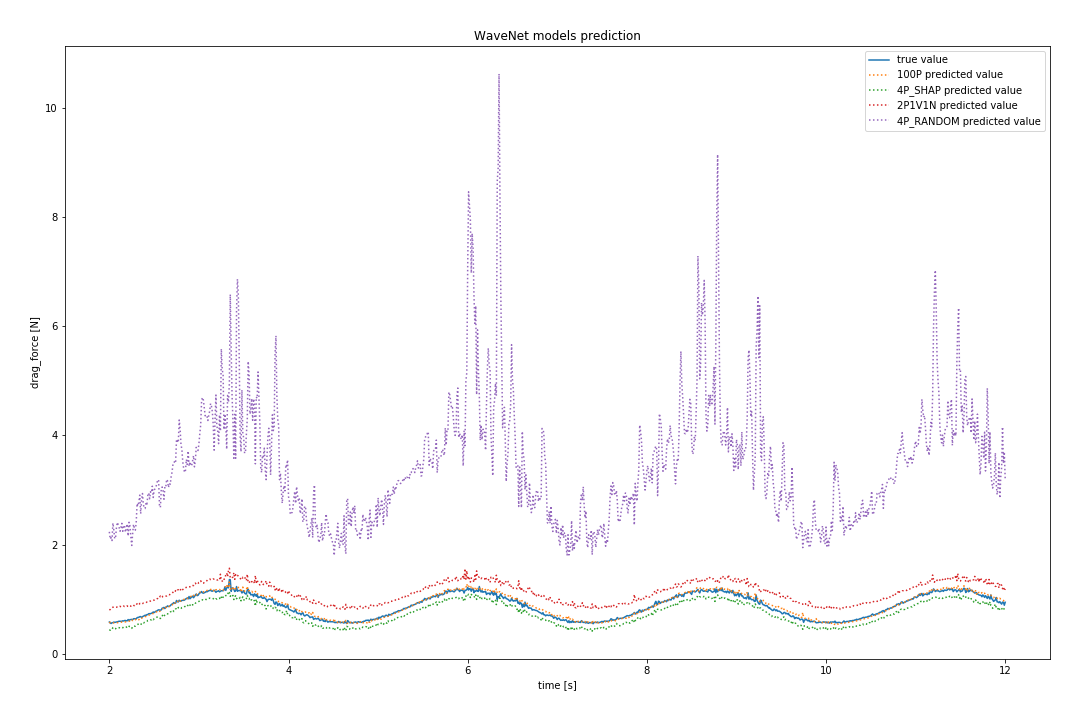 WaveNet models prediction
true value
100P predicted value
4P_SHAP predicted value
2P1V1N predicted value
4P_RANDOM predicted value
drag_force [N]
10
8
6
4
2
0
2 4 6 8 10 12
time [s]